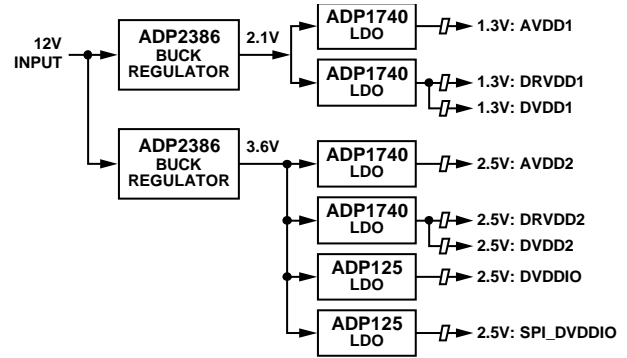 12V
INPUT
ADP2386
BUCK
REGULATOR
2.1V
ADP1740
LDO
1.3V: AVDD1
ADP1740
LDO
1.3V: DRVDD1
1.3V: DVDD1
ADP2386
BUCK
REGULATOR
3.6V
ADP1740
LDO
2.5V: AVDD2
ADP1740
LDO
2.5V: DRVDD2
2.5V: DVDD2
ADP125
LDO
2.5V: DVDDIO
ADP125
LDO
2.5V: SPI_DVDDIO